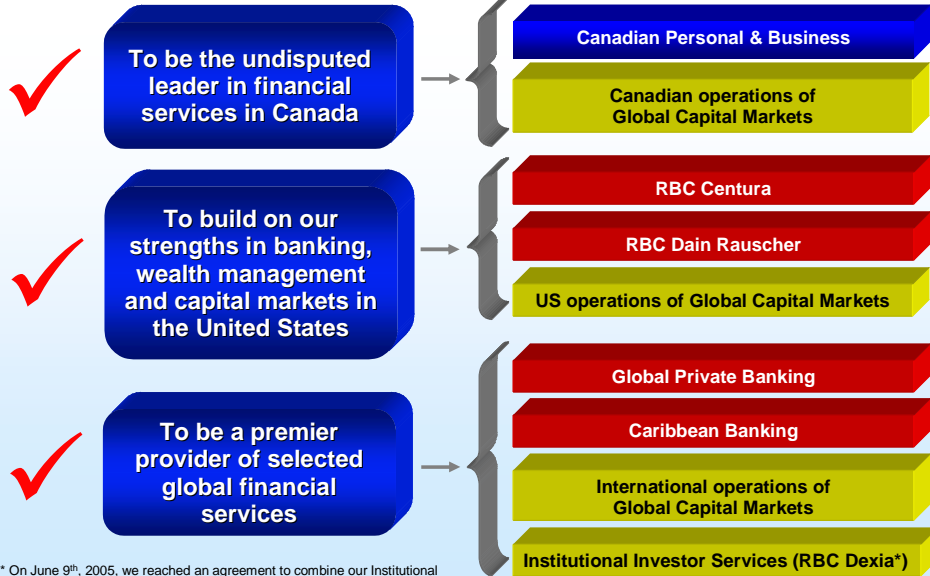 To be the undisputed
leader in financial
services in Canada
Canadian Personal & Business
Canadian operations of
Global Capital Markets
To build on our
strengths in banking,
wealth management
and capital markets in
the United States
RBC Centura
RBC Dain Rauscher
US operations of Global Capital Markets
To be a premier
provider of selected
global financial
services
Global Private Banking
Caribbean Banking
International operations of
Global Capital Markets
Institutional Investor Services (RBC Dexia*)
* On June 9th, 2005, we reached an agreement to combine our Institutional